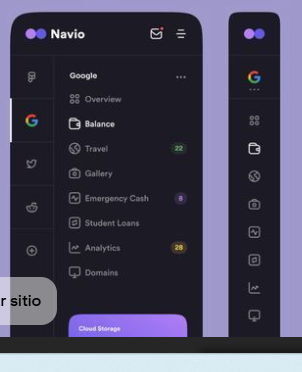 Navio
Google
Overview
Balance
Travel 22
Gallery
Emergency Cash 8
Student Loans
Analytics 28
Domains
r sitio
Cloud Storage